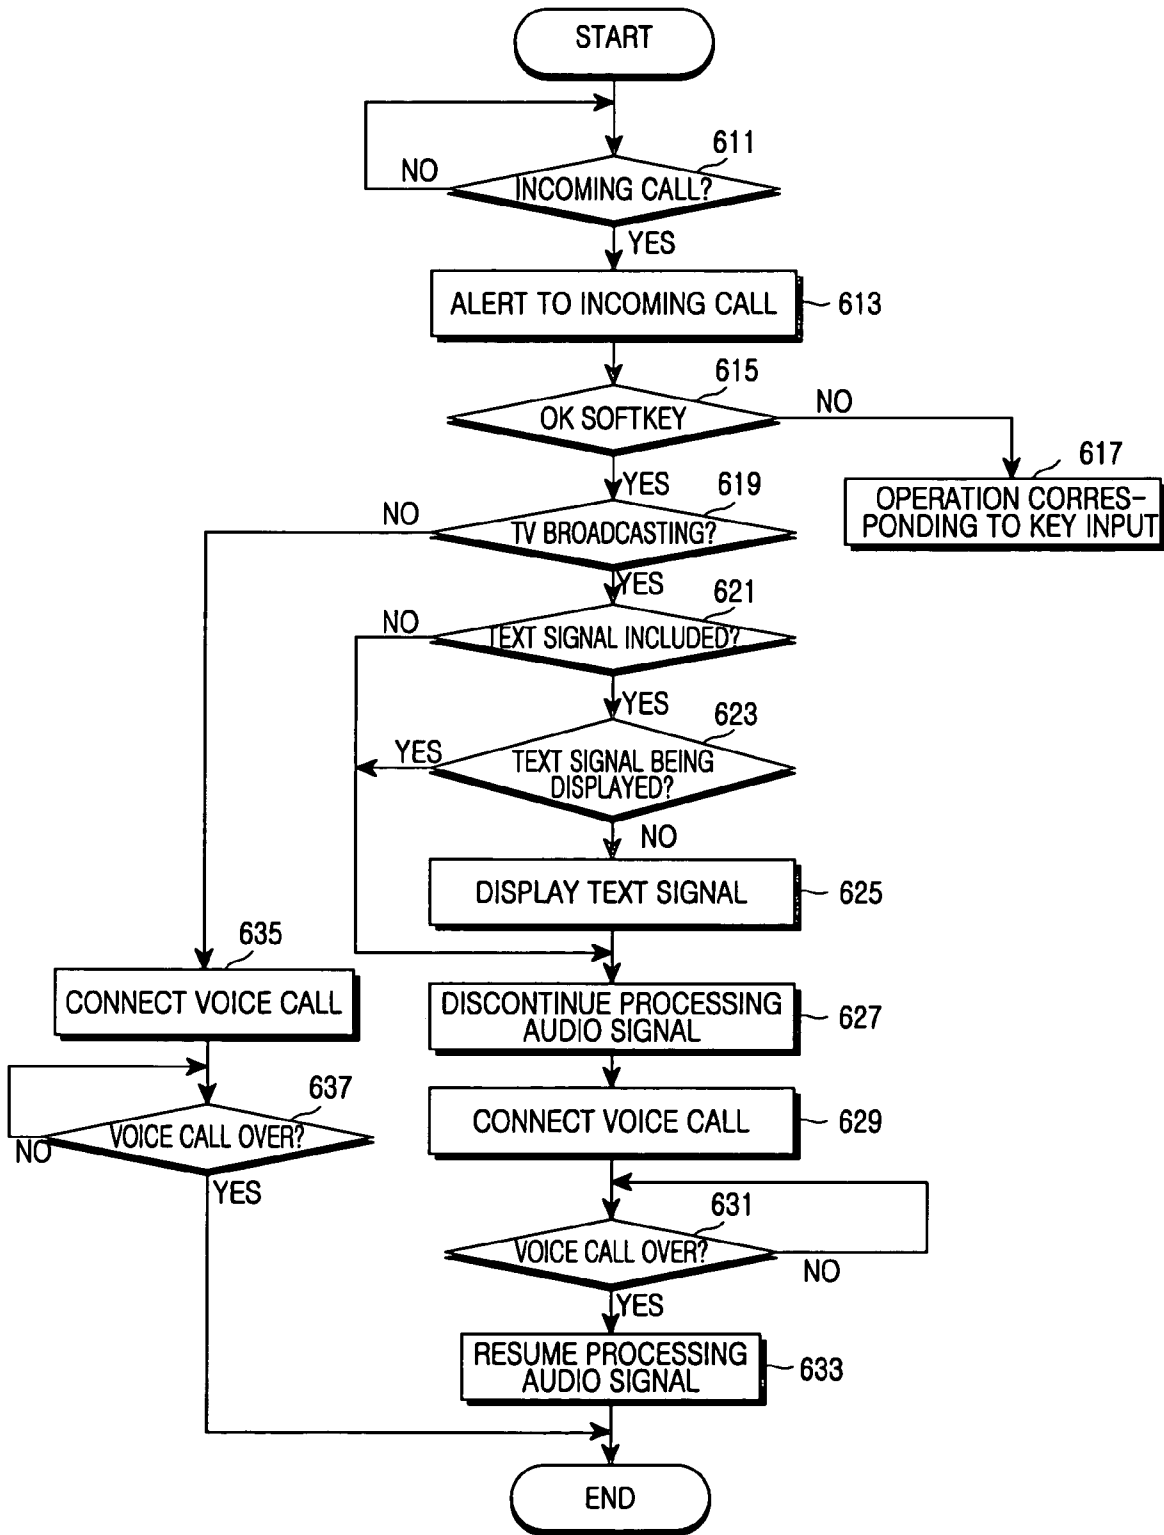 START
611
NO
INCOMING CALL?
YES
ALERT TO INCOMING CALL
613
615
OK SOFTKEY
NO
YES
617
OPERATION CORRES-
PONDING TO KEY INPUT
619
NO
TV BROADCASTING?
YES
621
NO
TEXT SIGNAL INCLUDED?
YES
623
YES
TEXT SIGNAL BEING
DISPLAYED?
NO
DISPLAY TEXT SIGNAL
625
635
CONNECT VOICE CALL
DISCONTINUE PROCESSING
AUDIO SIGNAL
627
637
VOICE CALL OVER?
NO
YES
CONNECT VOICE CALL
629
631
VOICE CALL OVER?
NO
YES
RESUME PROCESSING
AUDIO SIGNAL
633
END